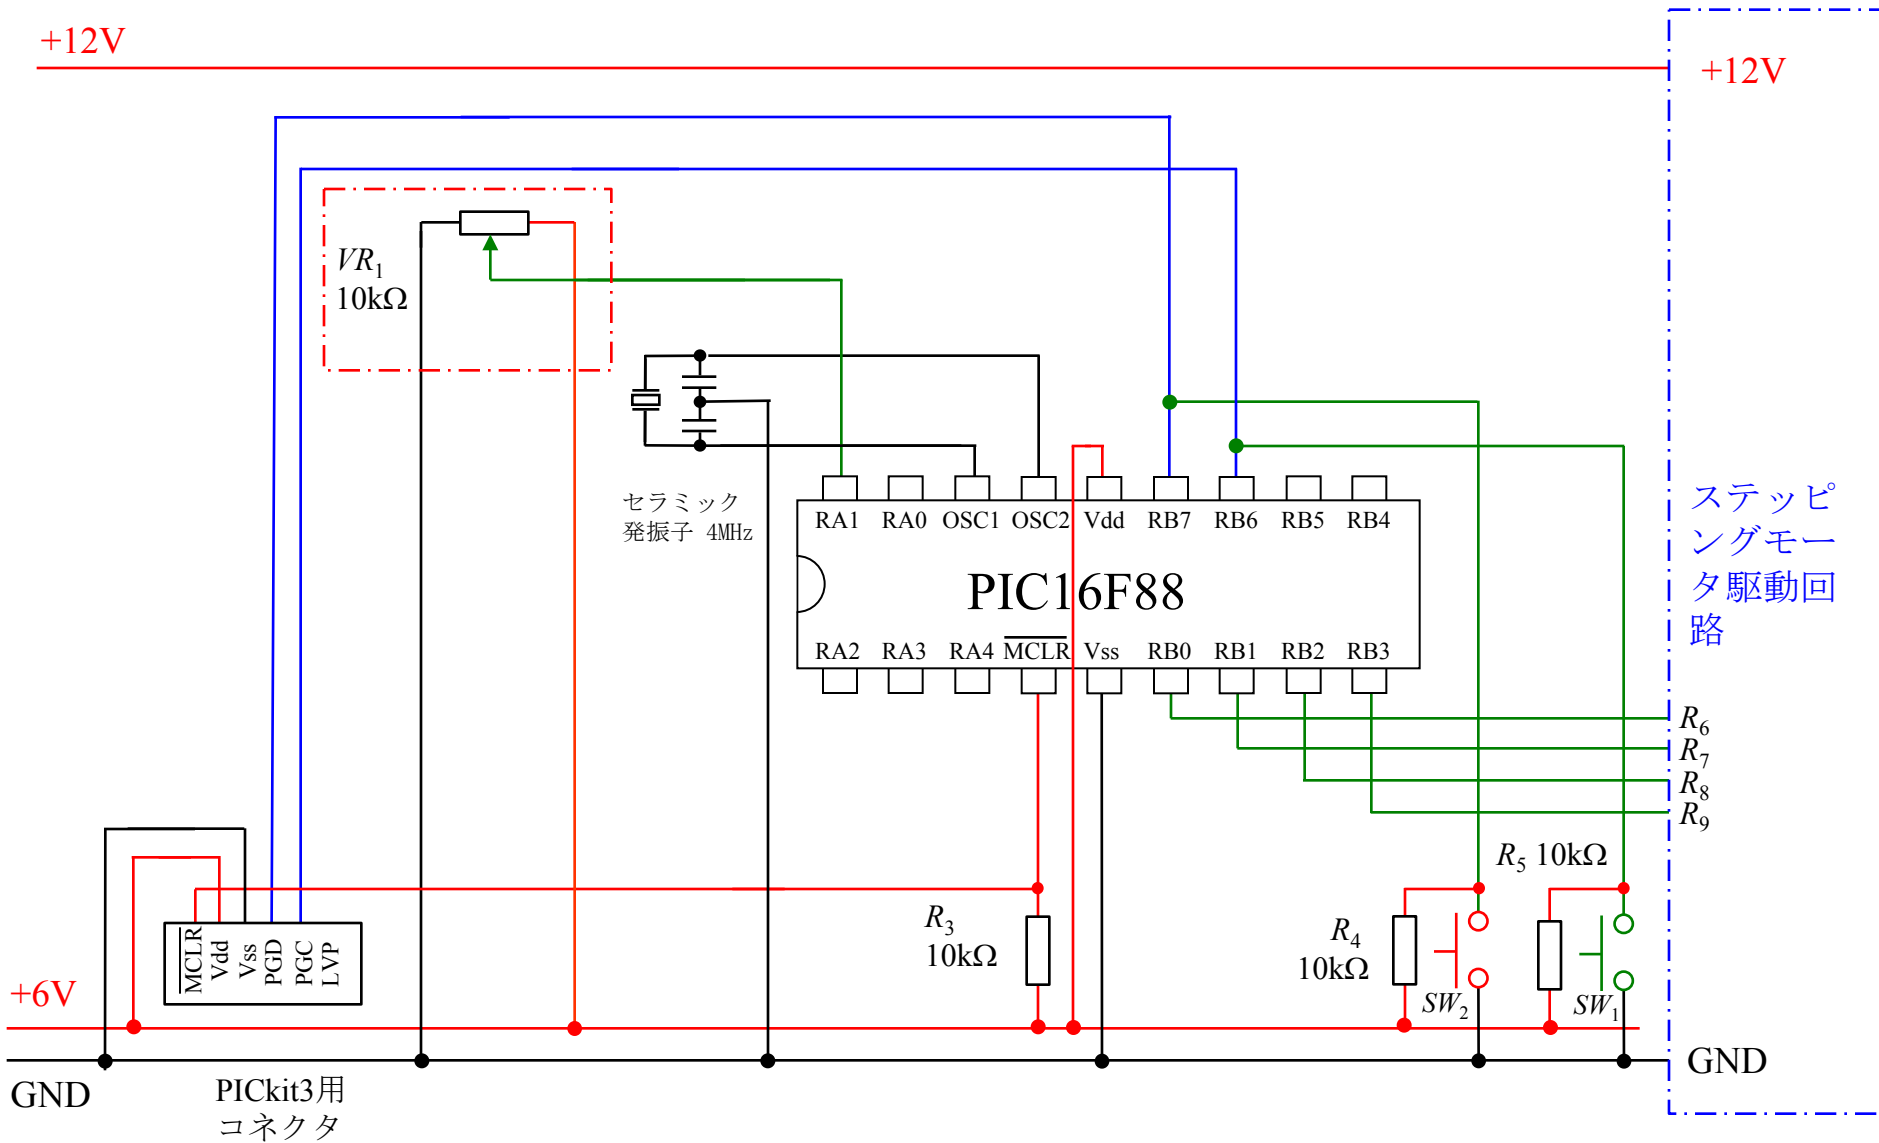 +12V
+12V
VR1
10kΩ
セラミック
発振子 4MHz
RA1 RA0 OSC1 OSC2 Vdd RB7 RB6 RB5 RB4
PIC16F88
RA2 RA3 RA4 MCLR Vss RB0 RB1 RB2 RB3
ステッピ
ングモー
タ駆動回
路
R6
R7
R8
R9
R5 10kΩ
R3
10kΩ
R4
10kΩ
SW2
SW1
MCLR
Vdd
Vss
PGD
PGC
LVP
+6V
GND
GND
PICkit3用
コネクタ